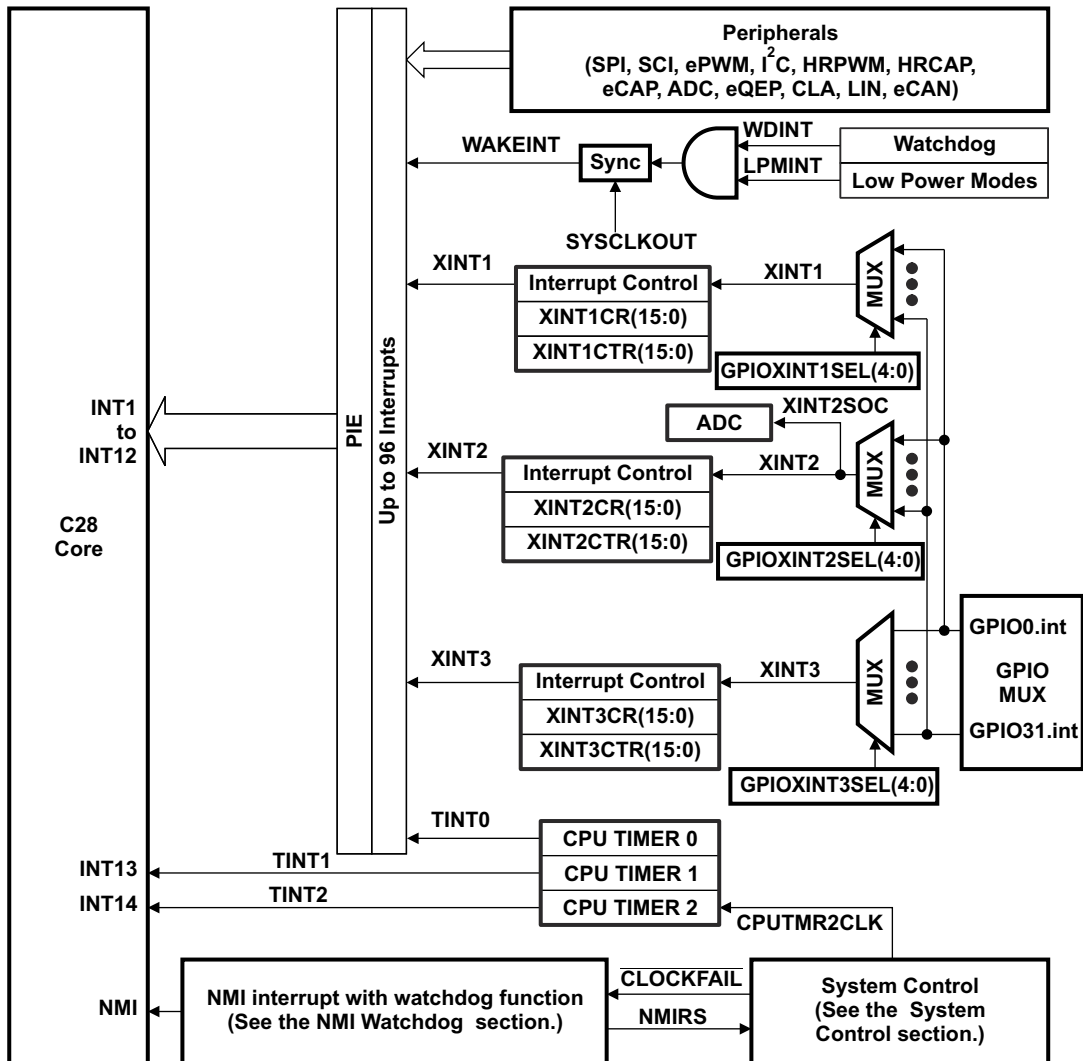 Peripherals
(SPI, SCI, ePWM, I²C, HRPWM, HRCAP,
eCAP, ADC, eQEP, CLA, LIN, eCAN)
WDINT
Watchdog
WAKEINT
Sync
LPMINT
Low Power Modes
SYSCLKOUT
XINT1
Interrupt Control
XINT1CR(15:0)
XINT1CTR(15:0)
XINT1
MUX
GPIOXINT1SEL(4:0)
INT1
to
INT12
PIE
Up to 96 Interrupts
C28
Core
ADC
XINT2SOC
XINT2
Interrupt Control
XINT2CR(15:0)
XINT2CTR(15:0)
XINT2
MUX
GPIOXINT2SEL(4:0)
GPIO0.int
GPIO
MUX
GPIO31.int
XINT3
Interrupt Control
XINT3CR(15:0)
XINT3CTR(15:0)
XINT3
MUX
GPIOXINT3SEL(4:0)
TINT0
CPU TIMER 0
INT13
TINT1
CPU TIMER 1
INT14
TINT2
CPU TIMER 2
CPUTMR2CLK
NMI
NMI interrupt with watchdog function
(See the NMI Watchdog section.)
CLOCKFAIL
NMIRS
System Control
(See the System
Control section.)